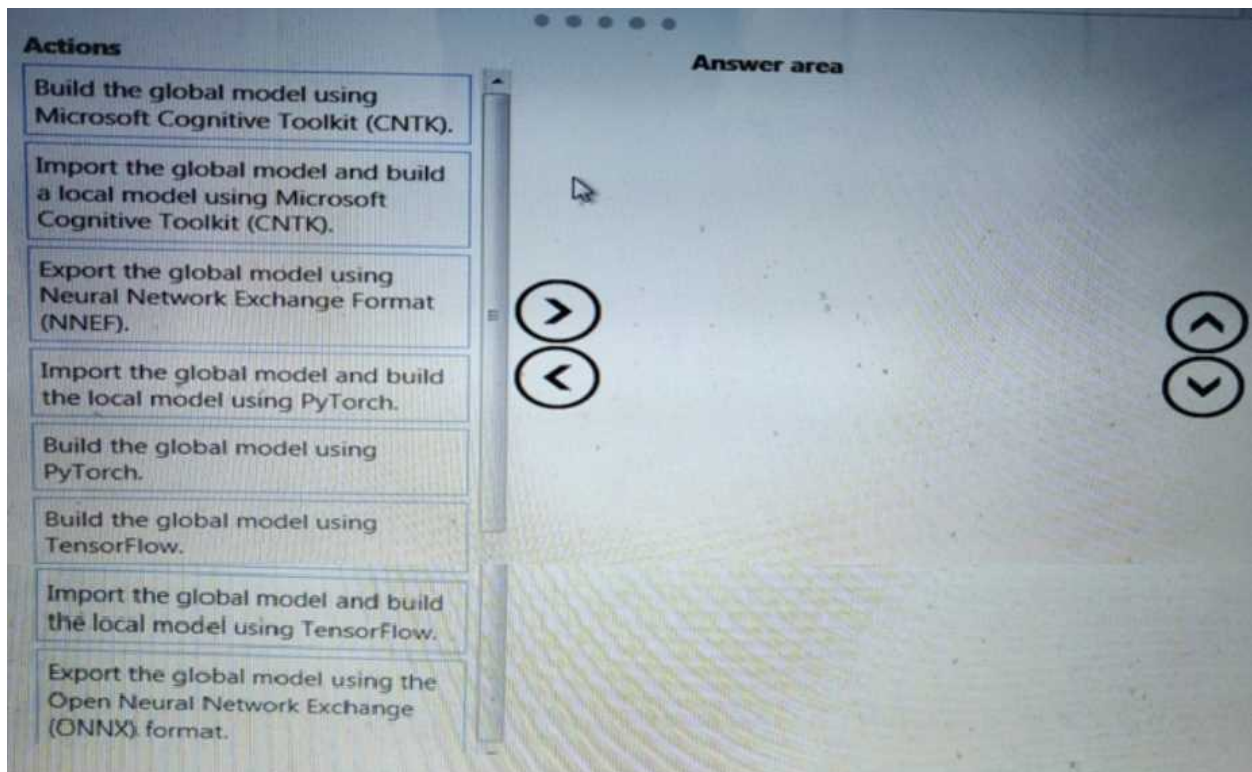 Actions
Answer area
Build the global model using
Microsoft Cognitive Toolkit (CNTK).
Import the global model and build
a local model using Microsoft
Cognitive Toolkit (CNTK).
Export the global model using
Neural Network Exchange Format
(NNEF).
Import the global model and build
the local model using PyTorch.
Build the global model using
PyTorch.
Build the global model using
TensorFlow.
Import the global model and build
the local model using TensorFlow.
Export the global model using the
Open Neural Network Exchange
(ONNX) format.